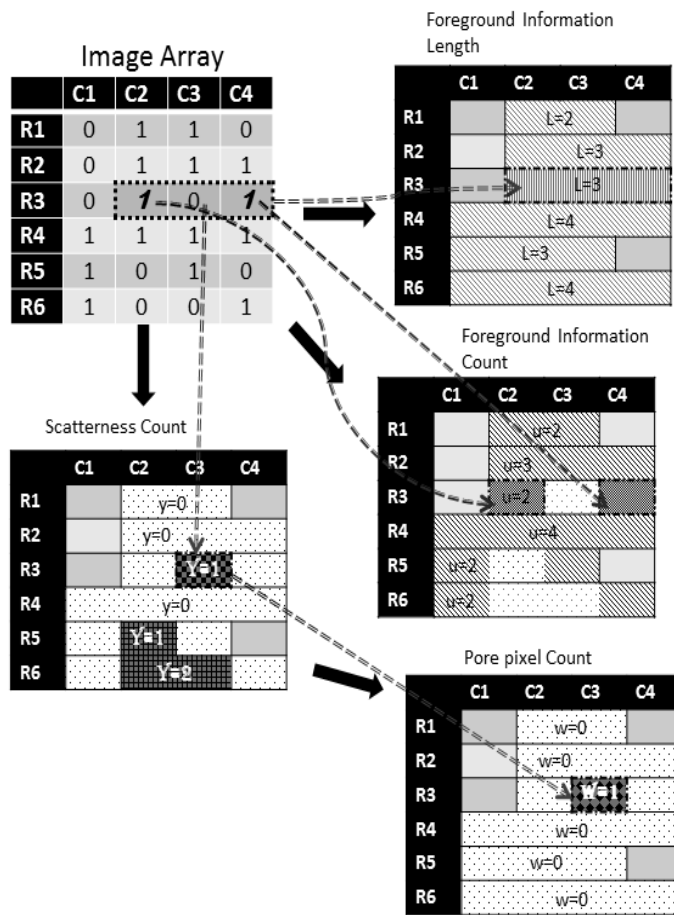 Image Array
C1 C2 C3 C4
R1 0 1 1 0
R2 0 1 1 1
R3 0 1 0 1
R4 1 1 1 1
R5 1 0 1 0
R6 1 0 0 1
Foreground Information
Length
C1 C2 C3 C4
R1 L=2
R2 L=3
R3 L=3
R4 L=4
R5 L=3
R6 L=4
Foreground Information
Count
C1 C2 C3 C4
R1 u=2
R2 u=3
R3 u=2
R4 u=4
R5 u=2
R6 u=2
Scatterness Count
C1 C2 C3 C4
R1 y=0
R2 y=0
R3 Y=1
R4 y=0
R5 Y=1
R6 Y=2
Pore pixel Count
C1 C2 C3 C4
R1 w=0
R2 w=0
R3 W=1
R4 w=0
R5 w=0
R6 w=0